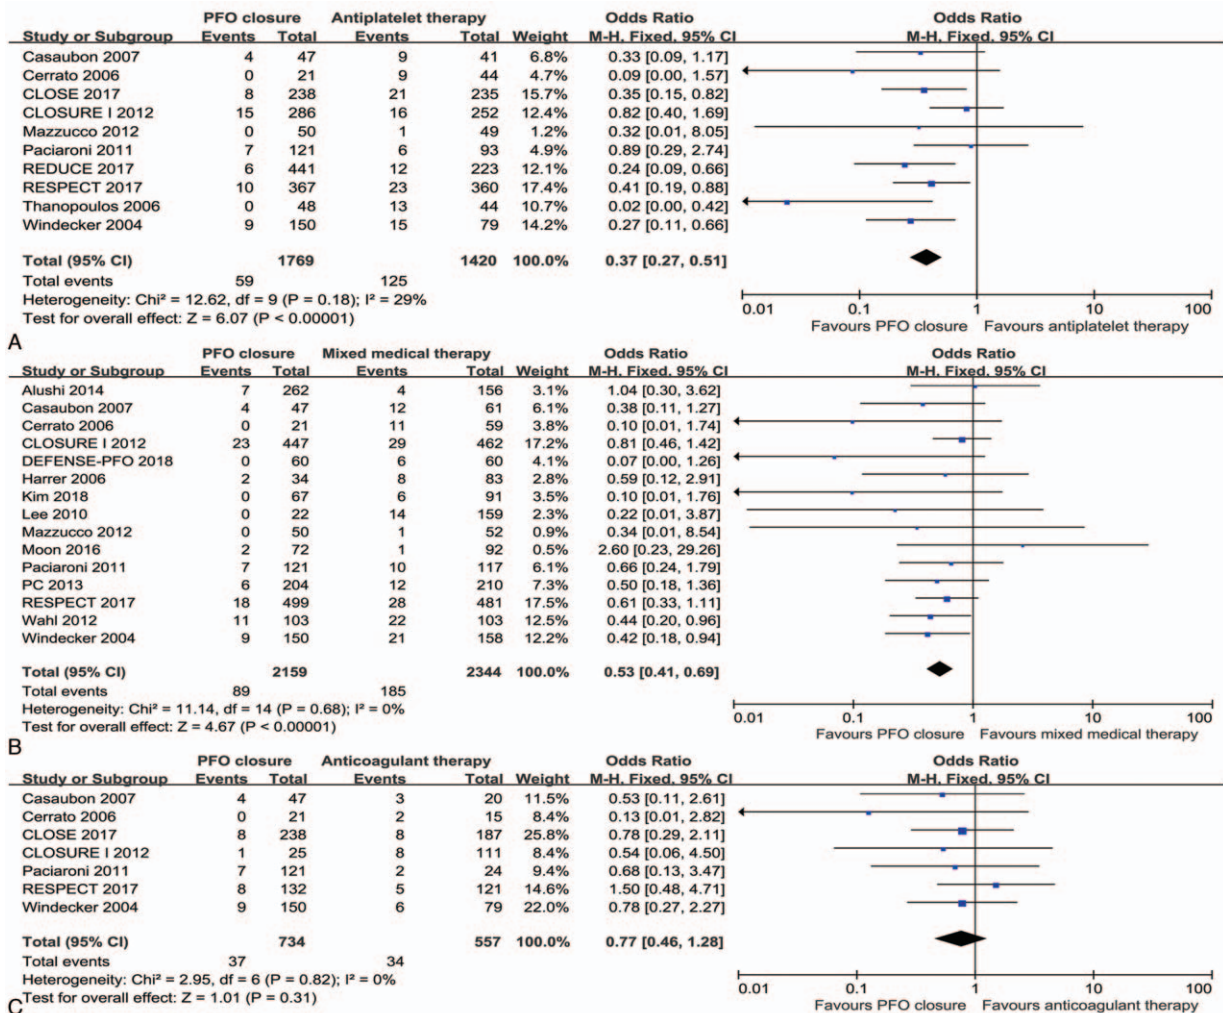 PFO closure Antiplatelet therapy Odds Ratio Odds Ratio
Study or Subgroup Events Total Events Total Weight M-H, Fixed, 95% CI M-H, Fixed, 95% CI
Casaubon 2007 4 47 9 41 6.8% 0.33 [0.09, 1.17]
Cerrato 2006 0 21 9 44 4.7% 0.09 [0.00, 1.57]
CLOSE 2017 8 238 21 235 15.7% 0.35 [0.15, 0.82]
CLOSURE I 2012 15 286 16 252 12.4% 0.82 [0.40, 1.69]
Mazzucco 2012 0 50 1 49 1.2% 0.32 [0.01, 8.05]
Paciaroni 2011 7 121 6 93 4.9% 0.89 [0.29, 2.74]
REDUCE 2017 6 441 12 223 12.1% 0.24 [0.09, 0.66]
RESPECT 2017 10 367 23 360 17.4% 0.41 [0.19, 0.88]
Thanopoulos 2006 0 48 13 44 10.7% 0.02 [0.00, 0.42]
Windecker 2004 9 150 15 79 14.2% 0.27 [0.11, 0.66]
Total (95% CI) 1769 1420 100.0% 0.37 [0.27, 0.51]
Total events 59 125
Heterogeneity: Chi² = 12.62, df = 9 (P = 0.18); I² = 29%
Test for overall effect: Z = 6.07 (P < 0.00001)
0.01 0.1 1 10 100
Favours PFO closure Favours antiplatelet therapy
A
PFO closure Mixed medical therapy Odds Ratio Odds Ratio
Study or Subgroup Events Total Events Total Weight M-H, Fixed, 95% CI M-H, Fixed, 95% CI
Alushi 2014 7 262 4 156 3.1% 1.04 [0.30, 3.62]
Casaubon 2007 4 47 12 61 6.1% 0.38 [0.11, 1.27]
Cerrato 2006 0 21 11 59 3.8% 0.10 [0.01, 1.74]
CLOSURE I 2012 23 447 29 462 17.2% 0.81 [0.46, 1.42]
DEFENSE-PFO 2018 0 60 6 60 4.1% 0.07 [0.00, 1.26]
Harrer 2006 2 34 8 83 2.8% 0.59 [0.12, 2.91]
Kim 2018 0 67 6 91 3.5% 0.10 [0.01, 1.76]
Lee 2010 0 22 14 159 2.3% 0.22 [0.01, 3.87]
Mazzucco 2012 0 50 1 52 0.9% 0.34 [0.01, 8.54]
Moon 2016 2 72 1 92 0.5% 2.60 [0.23, 29.26]
Paciaroni 2011 7 121 10 117 6.1% 0.66 [0.24, 1.79]
PC 2013 6 204 12 210 7.3% 0.50 [0.18, 1.36]
RESPECT 2017 18 499 28 481 17.5% 0.61 [0.33, 1.11]
Wahl 2012 11 103 22 103 12.5% 0.44 [0.20, 0.96]
Windecker 2004 9 150 21 158 12.2% 0.42 [0.18, 0.94]
Total (95% CI) 2159 2344 100.0% 0.53 [0.41, 0.69]
Total events 89 185
Heterogeneity: Chi² = 11.14, df = 14 (P = 0.68); I² = 0%
Test for overall effect: Z = 4.67 (P < 0.00001)
0.01 0.1 1 10 100
Favours PFO closure Favours mixed medical therapy
B
PFO closure Anticoagulant therapy Odds Ratio Odds Ratio
Study or Subgroup Events Total Events Total Weight M-H, Fixed, 95% CI M-H, Fixed, 95% CI
Casaubon 2007 4 47 3 20 11.5% 0.53 [0.11, 2.61]
Cerrato 2006 0 21 2 15 8.4% 0.13 [0.01, 2.82]
CLOSE 2017 8 238 8 187 25.8% 0.78 [0.29, 2.11]
CLOSURE I 2012 1 25 8 111 8.4% 0.54 [0.06, 4.50]
Paciaroni 2011 7 121 2 24 9.4% 0.68 [0.13, 3.47]
RESPECT 2017 8 132 5 121 14.6% 1.50 [0.48, 4.71]
Windecker 2004 9 150 6 79 22.0% 0.78 [0.27, 2.27]
Total (95% CI) 734 557 100.0% 0.77 [0.46, 1.28]
Total events 37 34
Heterogeneity: Chi² = 2.95, df = 6 (P = 0.82); I² = 0%
Test for overall effect: Z = 1.01 (P = 0.31)
0.01 0.1 1 10 100
Favours PFO closure Favours anticoagulant therapy
C